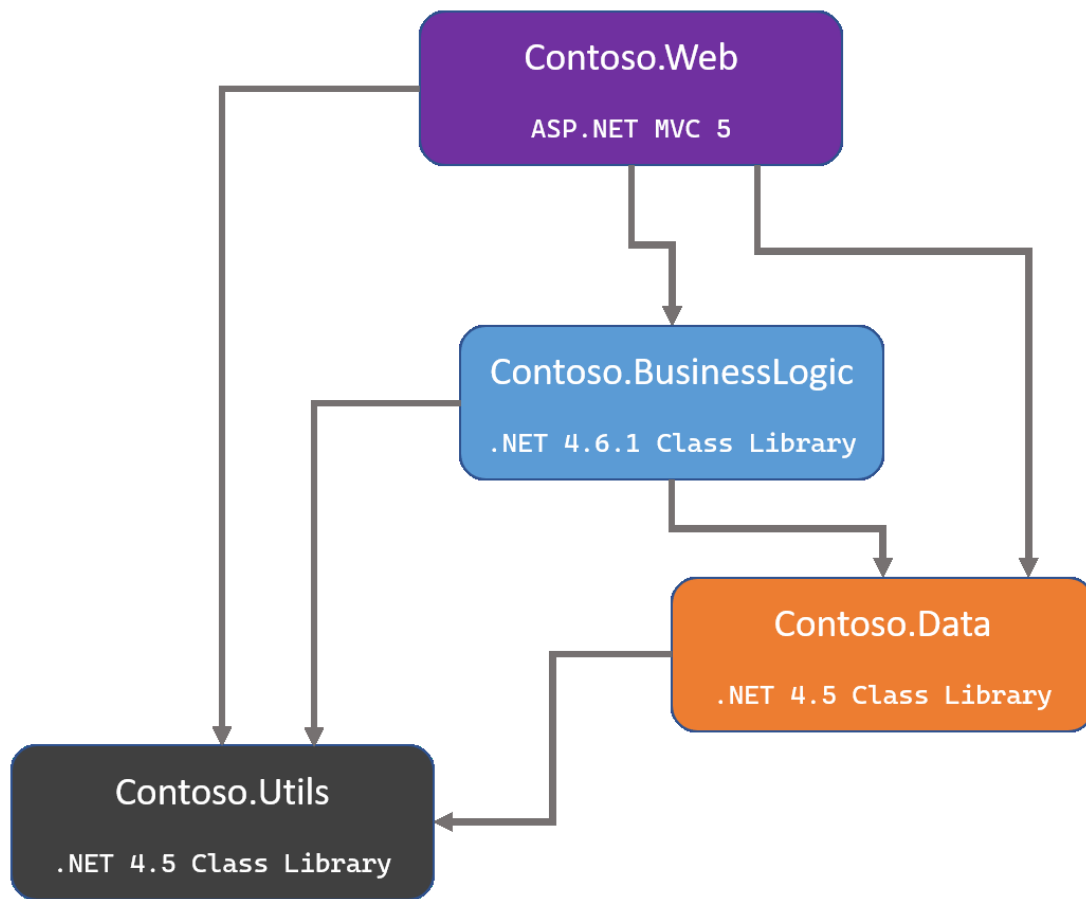 Contoso.Web
ASP.NET MVC 5
Contoso.BusinessLogic
.NET 4.6.1 Class Library
Contoso.Data
.NET 4.5 Class Library
Contoso.Utils
.NET 4.5 Class Library